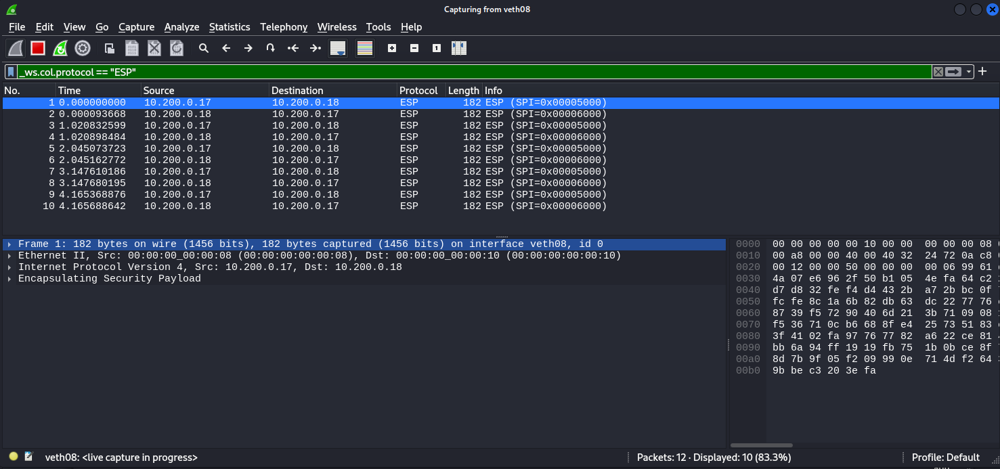 Capturing from veth08
File Edit View Go Capture Analyze Statistics Telephony Wireless Tools Help
_ws.col.protocol == "ESP"
No. Time Source Destination Protocol Length Info
1 0.000000000 10.200.0.17 10.200.0.18 ESP 182 ESP (SPI=0x00005000)
2 0.000093668 10.200.0.18 10.200.0.17 ESP 182 ESP (SPI=0x00006000)
3 1.020832599 10.200.0.17 10.200.0.18 ESP 182 ESP (SPI=0x00005000)
4 1.020898484 10.200.0.18 10.200.0.17 ESP 182 ESP (SPI=0x00006000)
5 2.045073723 10.200.0.17 10.200.0.18 ESP 182 ESP (SPI=0x00005000)
6 2.045162772 10.200.0.18 10.200.0.17 ESP 182 ESP (SPI=0x00006000)
7 3.147610186 10.200.0.17 10.200.0.18 ESP 182 ESP (SPI=0x00005000)
8 3.147680195 10.200.0.18 10.200.0.17 ESP 182 ESP (SPI=0x00006000)
9 4.165368876 10.200.0.17 10.200.0.18 ESP 182 ESP (SPI=0x00005000)
10 4.165688642 10.200.0.18 10.200.0.17 ESP 182 ESP (SPI=0x00006000)
Frame 1: 182 bytes on wire (1456 bits), 182 bytes captured (1456 bits) on interface veth08, id 0
Ethernet II, Src: 00:00:00_00:00:08 (00:00:00:00:00:08), Dst: 00:00:00_00:00:10 (00:00:00:00:00:10)
Internet Protocol Version 4, Src: 10.200.0.17, Dst: 10.200.0.18
Encapsulating Security Payload
0000 00 00 00 00 00 10 00 00 00 00 00 08
0010 00 a8 00 00 40 00 40 32 24 72 0a c8
0020 00 12 00 00 50 00 00 00 00 06 99 61
0030 4a 07 e6 96 2f 50 b1 05 4e fa 64 c2
0040 d7 d8 32 fe f4 d4 43 2b a7 2b bc 0f
0050 fc fe 8c 1a 6b 82 db 63 dc 22 77 76
0060 87 39 f5 72 90 40 6d 21 3b 71 09 08
0070 f5 36 71 0c b6 68 8f e4 25 73 51 83
0080 3f 41 02 fa 97 76 77 82 a6 22 ce 81
0090 bb 6a 94 ff 19 19 fb 75 1b 0b ce 8f
00a0 8d 7b 9f 05 f2 09 99 0e 71 4d f2 64
00b0 9b be c3 20 3e fa
veth08: <live capture in progress>
Packets: 12 · Displayed: 10 (83.3%)
Profile: Default